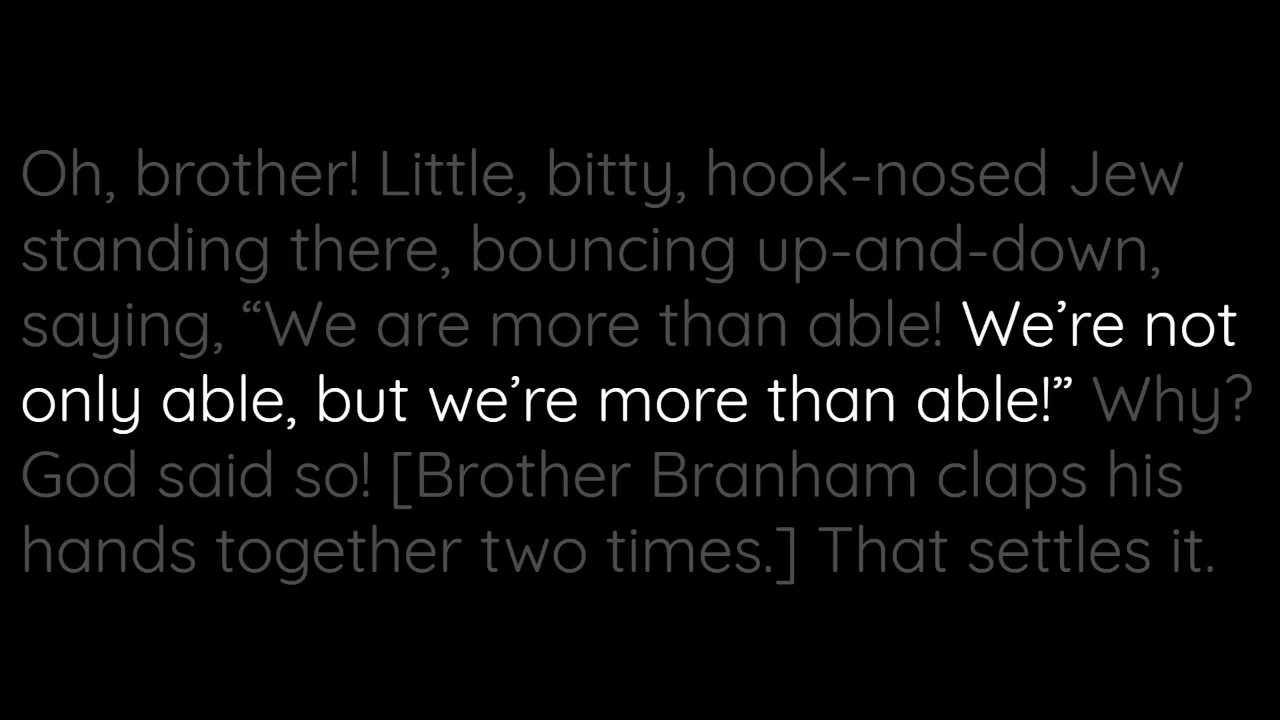 Oh, brother! Little, bitty, hook-nosed Jew
standing there, bouncing up-and-down,
saying, “We are more than able! We’re not
only able, but we’re more than able!” Why?
God said so! [Brother Branham claps his
hands together two times.] That settles it.